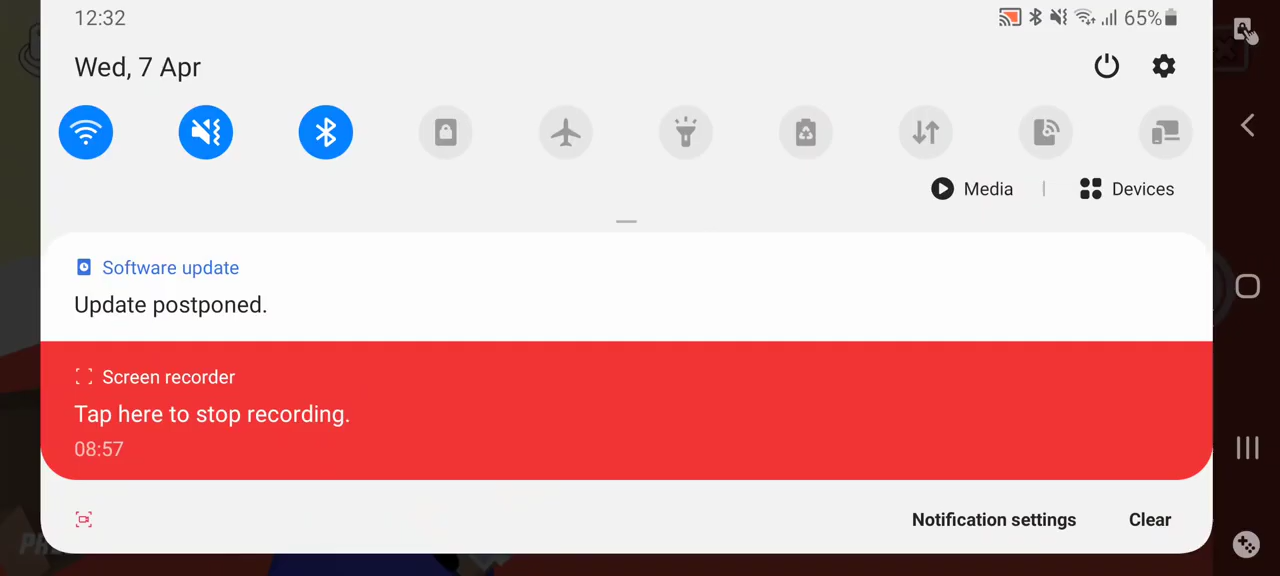 12:32
65%
Wed, 7 Apr
Media | Devices
Software update
Update postponed.
Screen recorder
Tap here to stop recording.
08:57
Notification settings
Clear